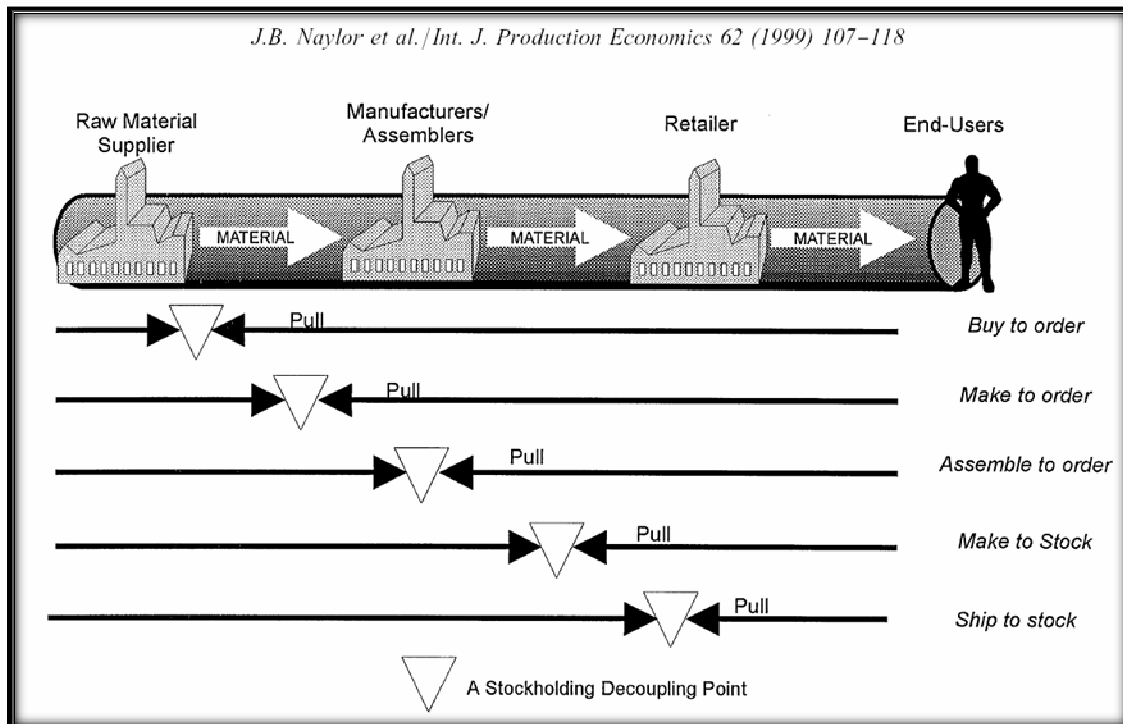 J.B. Naylor et al. / Int. J. Production Economics 62 (1999) 107–118
Raw Material
Supplier
Manufacturers/
Assemblers
Retailer
End-Users
MATERIAL
MATERIAL
MATERIAL
Pull
Buy to order
Pull
Make to order
Pull
Assemble to order
Pull
Make to Stock
Pull
Ship to stock
A Stockholding Decoupling Point